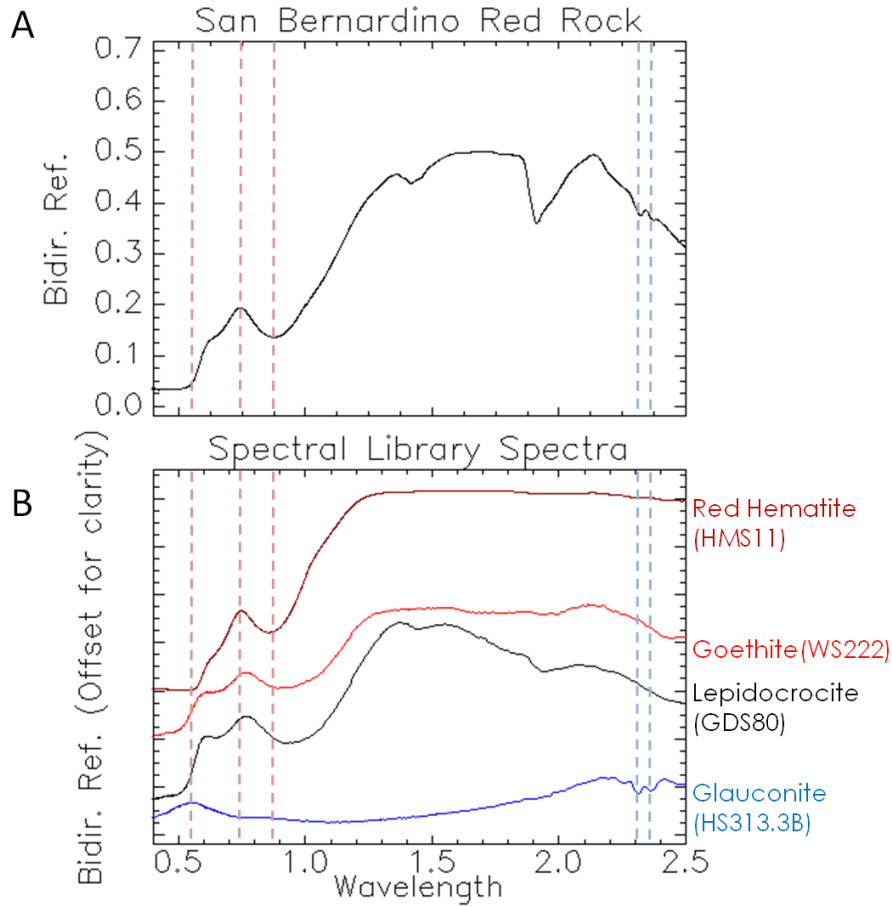 A
San Bernardino Red Rock
Bidir. Ref.
0.7
0.6
0.5
0.4
0.3
0.2
0.1
0.0
B
Spectral Library Spectra
Bidir. Ref. (Offset for clarity)
Red Hematite
(HMS11)
Goethite(WS222)
Lepidocrocite
(GDS80)
Glauconite
(HS313.3B)
0.5 1.0 1.5 2.0 2.5
Wavelength